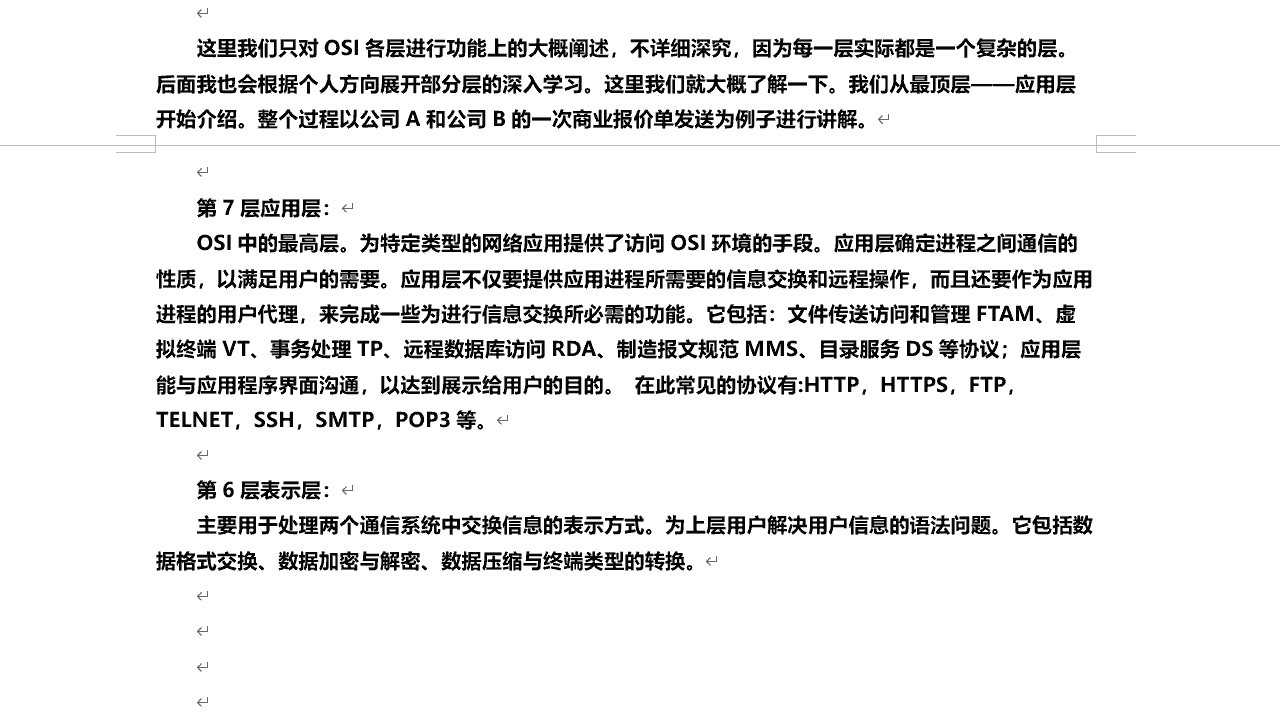 这里我们只对 OSI 各层进行功能上的大概阐述，不详细深究，因为每一层实际都是一个复杂的层。
后面我也会根据个人方向展开部分层的深入学习。这里我们就大概了解一下。我们从最顶层——应用层
开始介绍。整个过程以公司 A 和公司 B 的一次商业报价单发送为例子进行讲解。
第 7 层应用层：
OSI 中的最高层。为特定类型的网络应用提供了访问 OSI 环境的手段。应用层确定进程之间通信的
性质，以满足用户的需要。应用层不仅要提供应用进程所需要的信息交换和远程操作，而且还要作为应用
进程的用户代理，来完成一些为进行信息交换所必需的功能。它包括：文件传送访问和管理 FTAM、虚
拟终端 VT、事务处理 TP、远程数据库访问 RDA、制造报文规范 MMS、目录服务 DS 等协议；应用层
能与应用程序界面沟通，以达到展示给用户的目的。 在此常见的协议有:HTTP，HTTPS，FTP，
TELNET，SSH，SMTP，POP3 等。
第 6 层表示层：
主要用于处理两个通信系统中交换信息的表示方式。为上层用户解决用户信息的语法问题。它包括数
据格式交换、数据加密与解密、数据压缩与终端类型的转换。